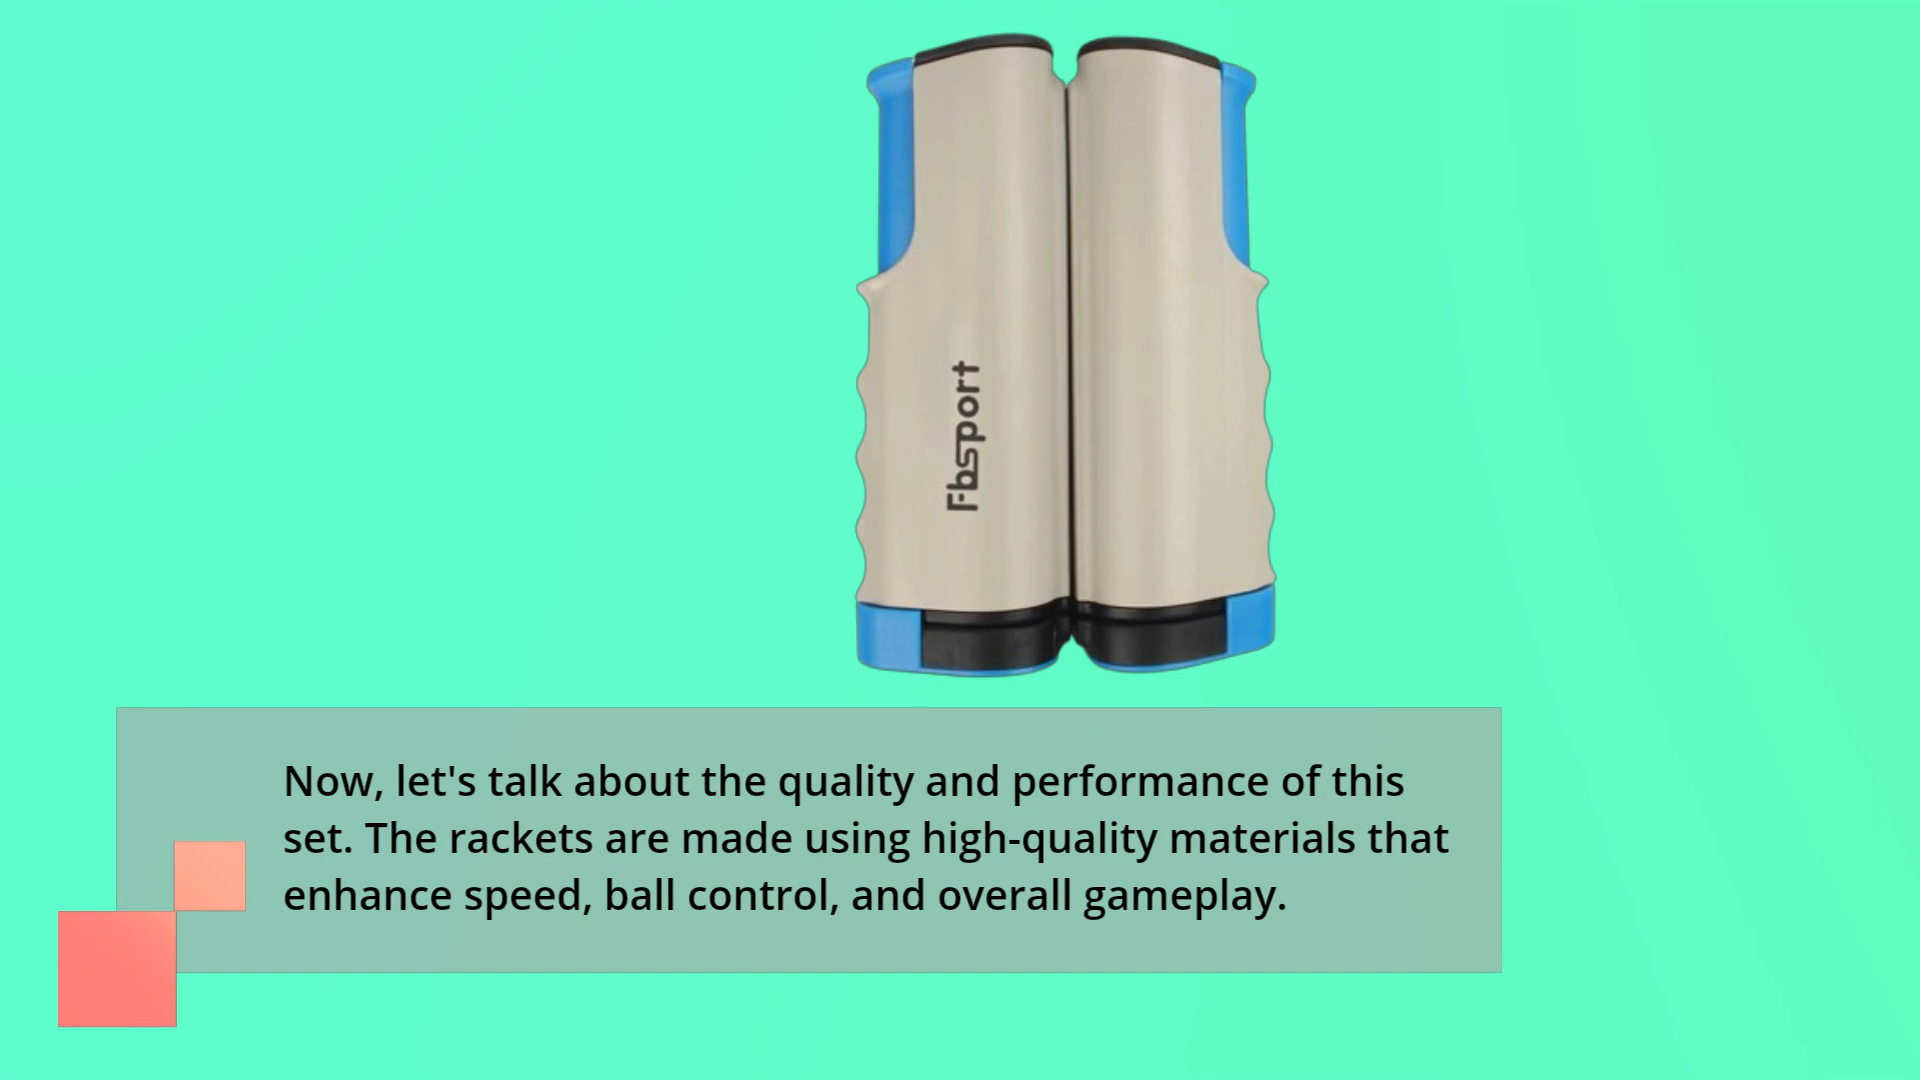 Fbsport
Now, let's talk about the quality and performance of this
set. The rackets are made using high-quality materials that
enhance speed, ball control, and overall gameplay.